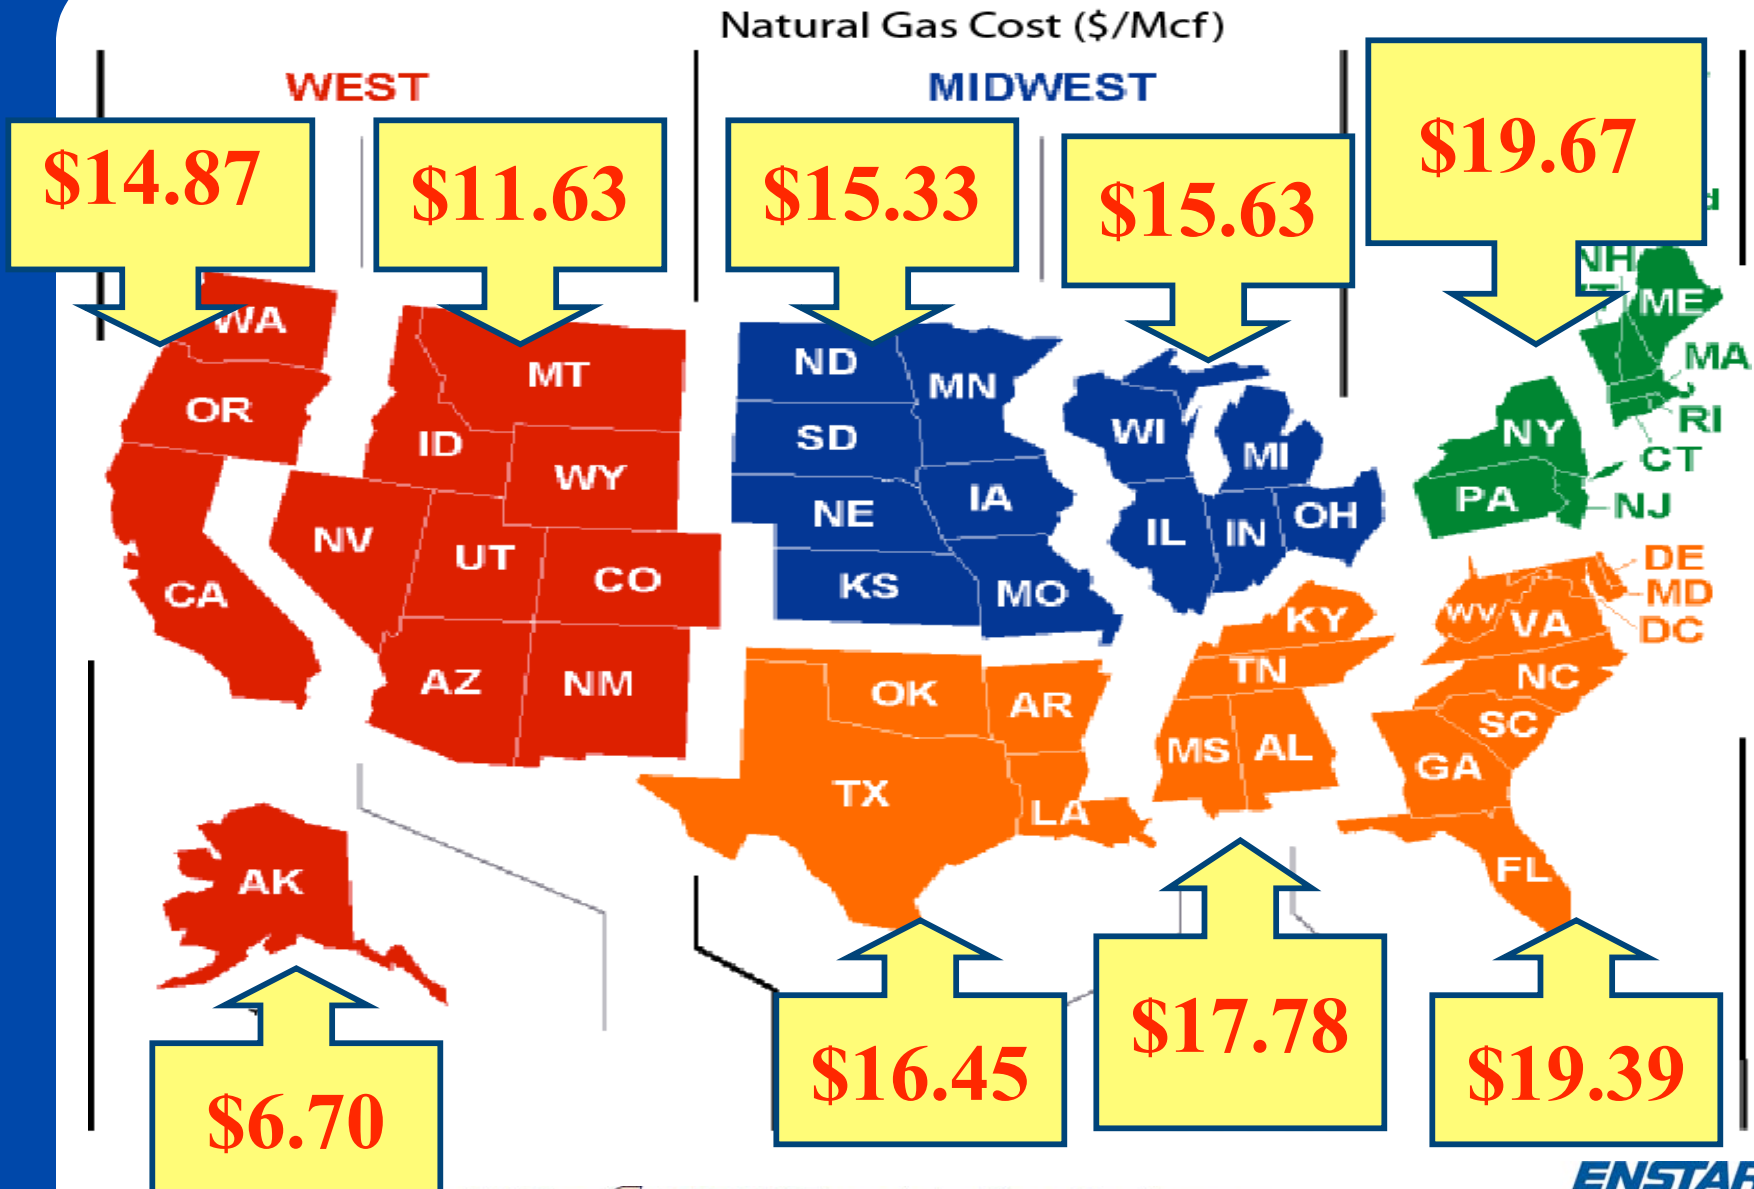 Natural Gas Cost ($/Mcf)
WEST
MIDWEST
$14.87
$11.63
$15.33
$15.63
$19.67
WA
OR
CA
MT
ID
WY
NV
UT
CO
AZ
NM
AK
ND
MN
SD
NE
IA
KS
MO
WI
MI
IL
IN
OH
NH
ME
MA
RI
CT
NY
PA
NJ
DE
MD
DC
WV
VA
KY
TN
NC
SC
OK
AR
MS
AL
GA
TX
LA
FL
$6.70
$16.45
$17.78
$19.39
ENSTAR